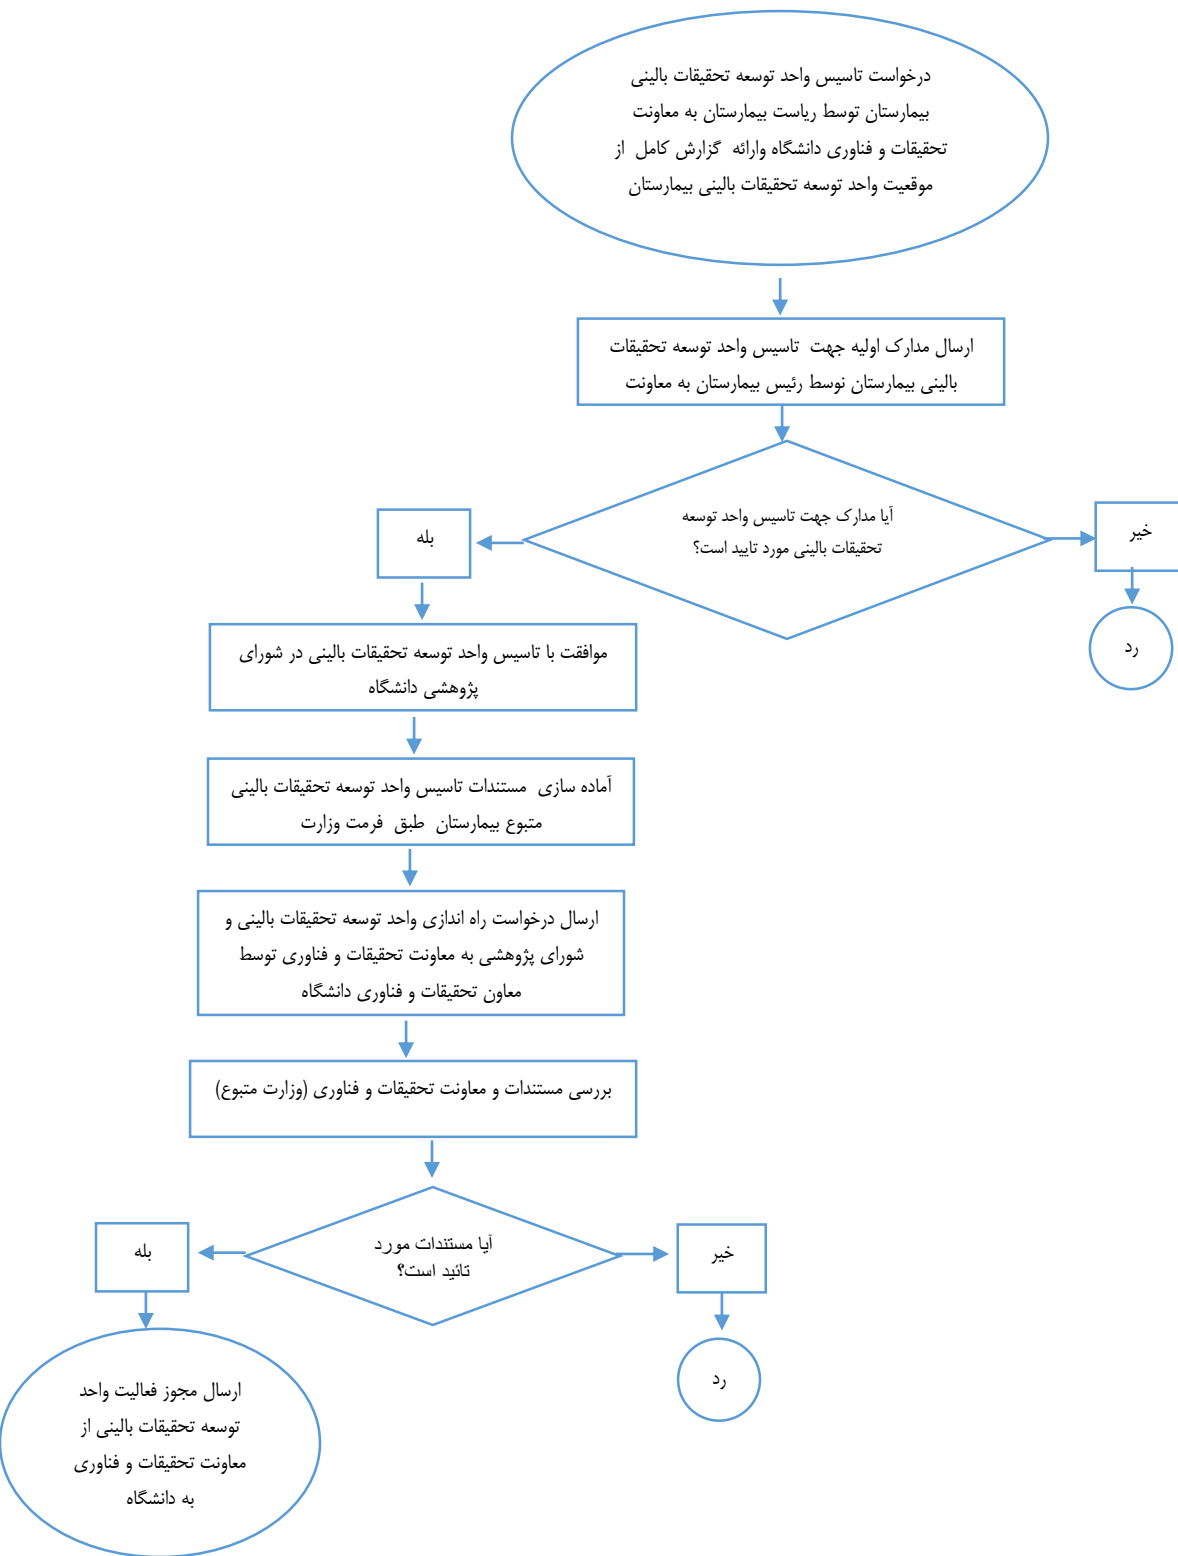 درخواست تاسیس واحد توسعه تحقیقات بالینی
بیمارستان توسط ریاست بیمارستان به معاونت
تحقیقات و فناوری دانشگاه وارائه گزارش کامل از
موقعیت واحد توسعه تحقیقات بالینی بیمارستان
ارسال مدارک اولیه جهت تاسیس واحد توسعه تحقیقات
بالینی بیمارستان نوسط رئیس بیمارستان به معاونت
آیا مدارک جهت تاسیس واحد توسعه
تحقیقات بالینی مورد تایید است؟
خیر
بله
رد
موافقت با تاسیس واحد توسعه تحقیقات بالینی در شورای
پژوهشی دانشگاه
آماده سازی مستندات تاسیس واحد توسعه تحقیقات بالینی
متبوع بیمارستان طبق فرمت وزارت
ارسال درخواست راه اندازی واحد توسعه تحقیقات بالینی و
شورای پژوهشی به معاونت تحقیقات و فناوری توسط
معاون تحقیقات و فناوری دانشگاه
بررسی مستندات و معاونت تحقیقات و فناوری (وزارت متبوع)
آیا مستندات مورد
تائید است؟
خیر
بله
رد
ارسال مجوز فعالیت واحد
توسعه تحقیقات بالینی از
معاونت تحقیقات و فناوری
به دانشگاه